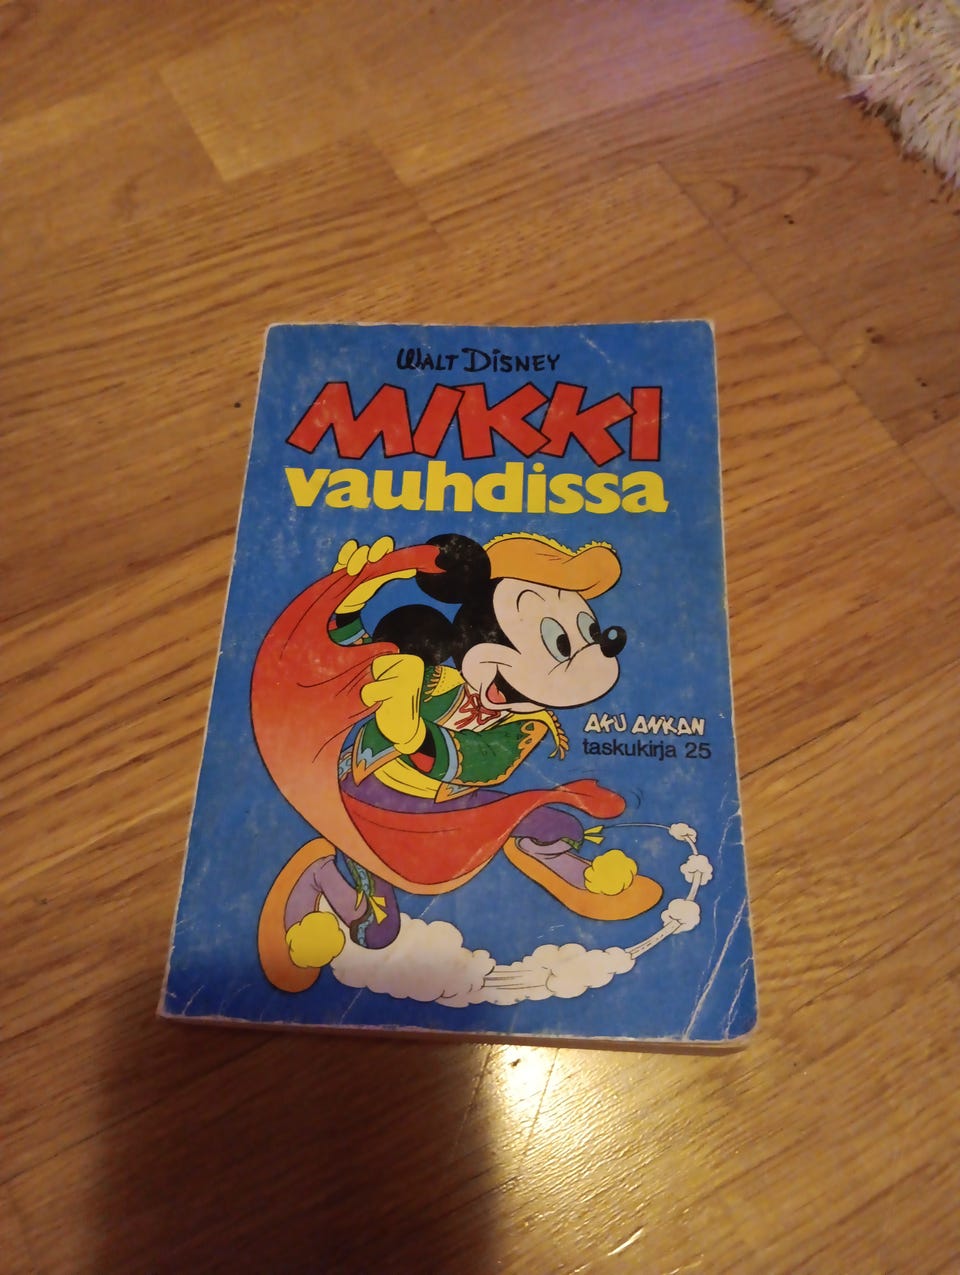 WALT DISNEY
MIKKI
vauhdissa
AKU ANKAN
taskukirja 25